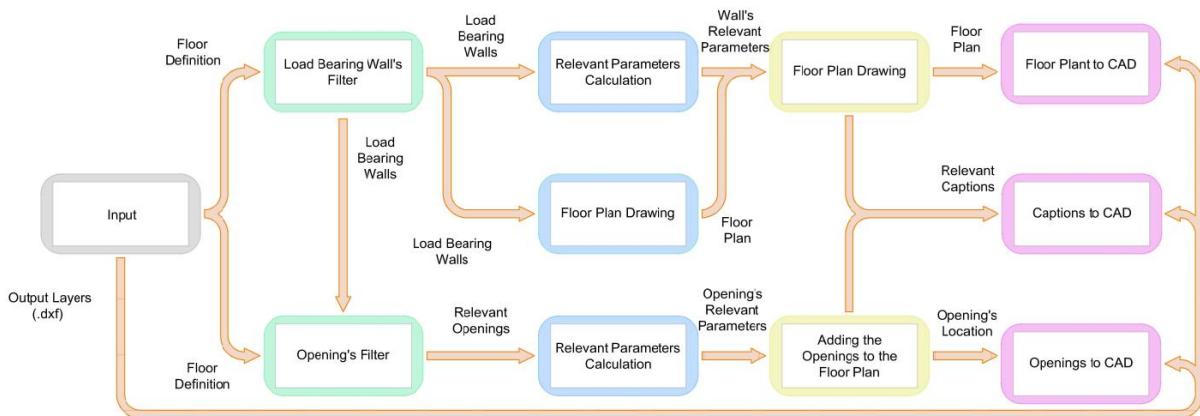 Floor
Definition
Load Bearing Wall's
Filter
Load
Bearing
Walls
Relevant Parameters
Calculation
Wall's
Relevant
Parameters
Floor Plan Drawing
Floor
Plan
Floor Plant to CAD
Load
Bearing
Walls
Input
Floor Plan Drawing
Load Bearing
Walls
Floor
Plan
Relevant
Captions
Captions to CAD
Output Layers
(.dxf)
Floor
Definition
Opening's Filter
Relevant
Openings
Relevant Parameters
Calculation
Opening's
Relevant
Parameters
Adding the
Openings to the
Floor Plan
Opening's
Location
Openings to CAD